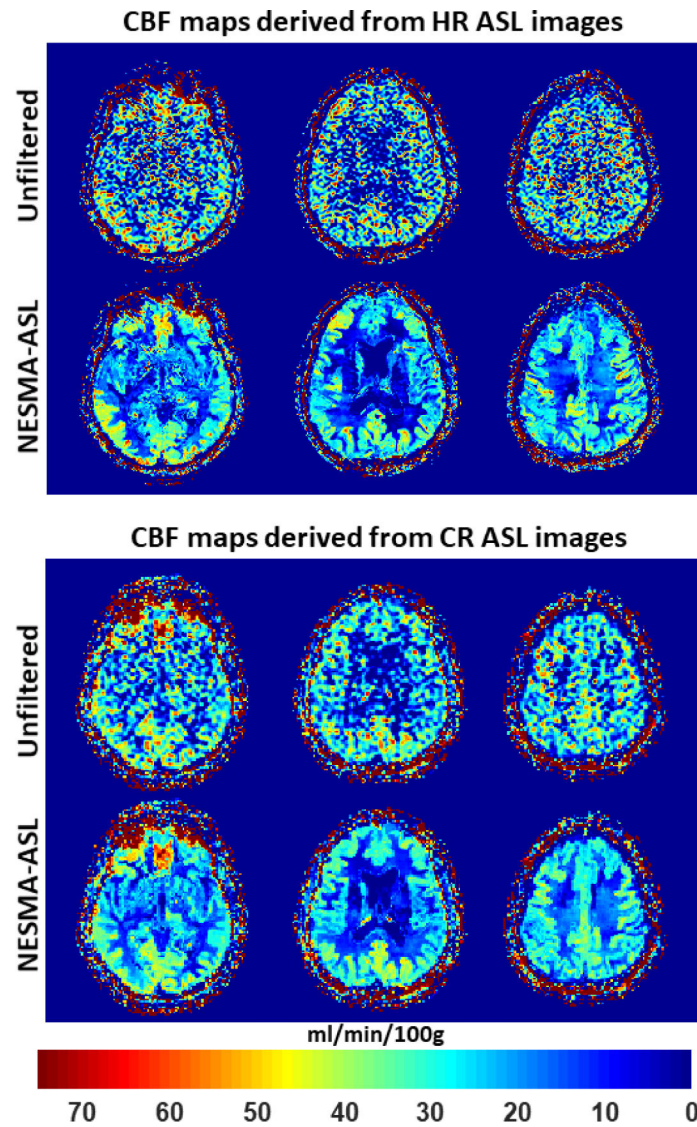 CBF maps derived from HR ASL images
Unfiltered
NESMA-ASL
CBF maps derived from CR ASL images
Unfiltered
NESMA-ASL
ml/min/100g
70 60 50 40 30 20 10 0